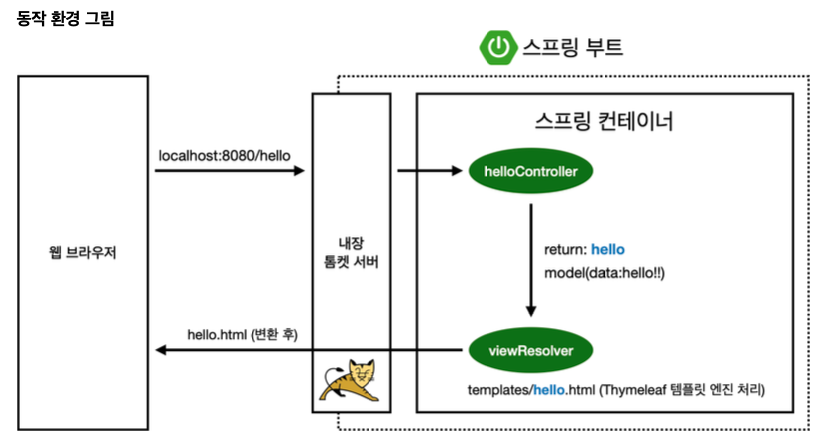 동작 환경 그림
스프링 부트
스프링 컨테이너
localhost:8080/hello
helloController
웹 브라우저
내장
톰켓 서버
return: hello
model(data:hello!!)
hello.html (변환 후)
viewResolver
templates/hello.html (Thymeleaf 템플릿 엔진 처리)